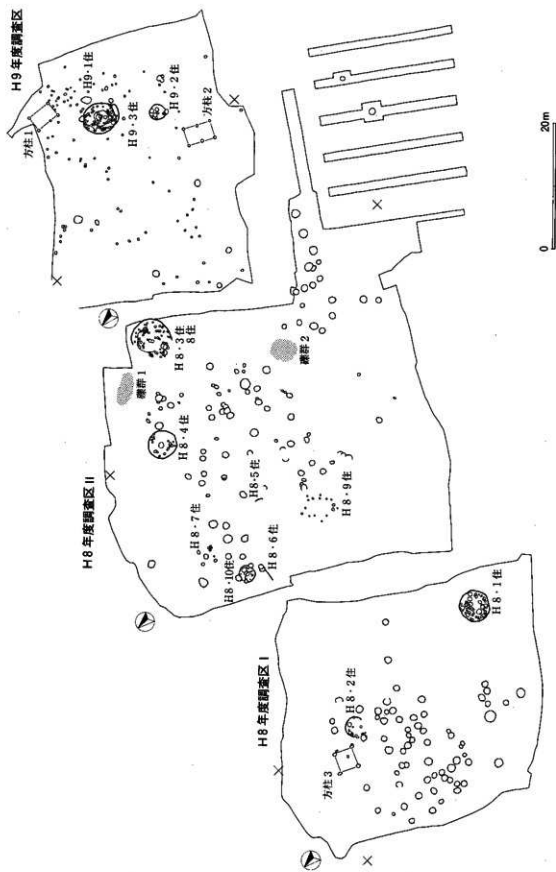 H9年度調査区
方柱1
H9・1住
H9・3住
H9・2住
方柱2
H8年度調査区II
礫群1
H8・3住
8住
H8・4住
礫群2
H8・5住
H8・7住
H8・9住
H8・6住
H8・10住
H8年度調査区I
H8・1住
H8・2住
方柱3
0
20m